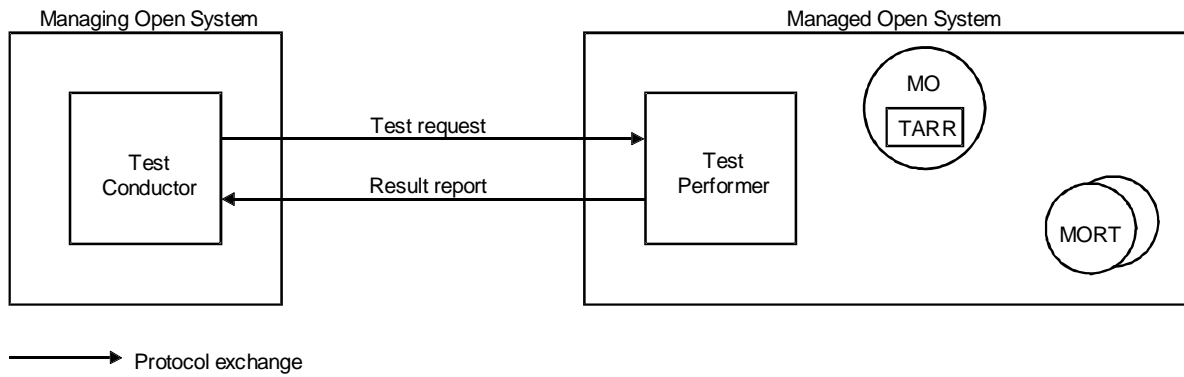 Managing Open System
Managed Open System
MO
TARR
Test request
Test
Conductor
Test
Performer
Result report
MORT
Protocol exchange